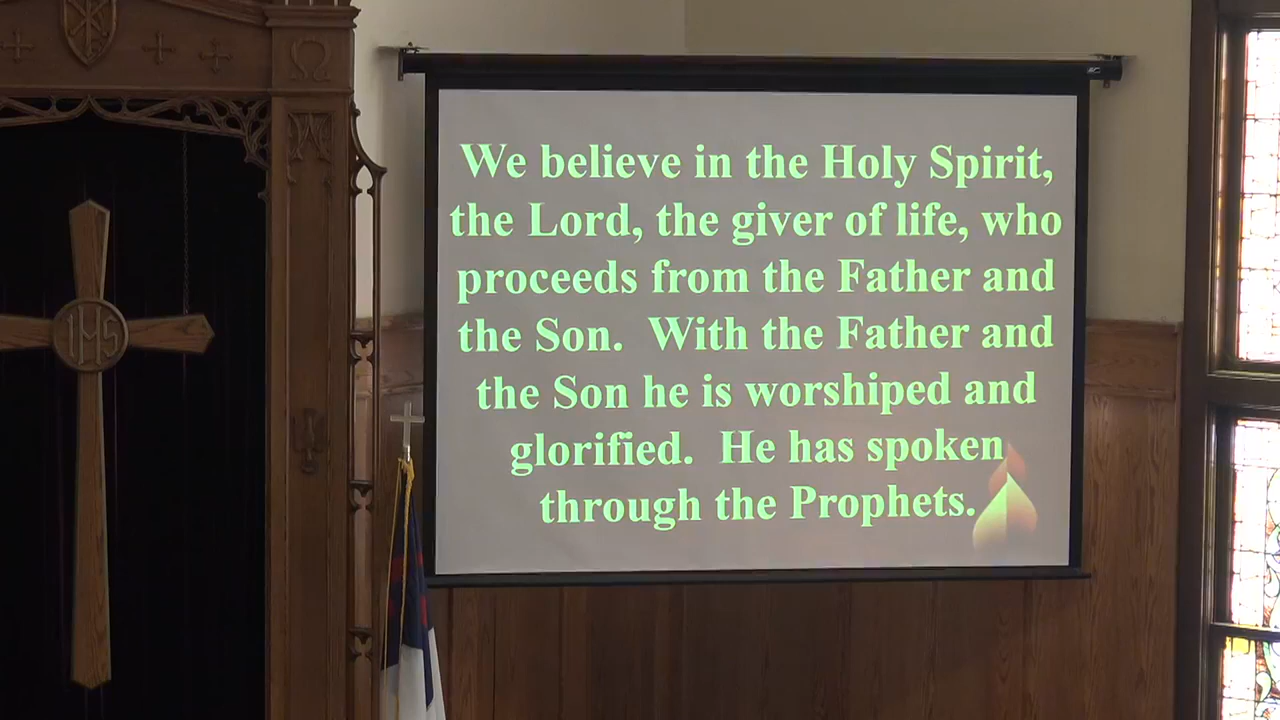 We believe in the Holy Spirit,
the Lord, the giver of life, who
proceeds from the Father and
the Son.  With the Father and
the Son he is worshiped and
glorified.  He has spoken
through the Prophets.
IHS
Ω